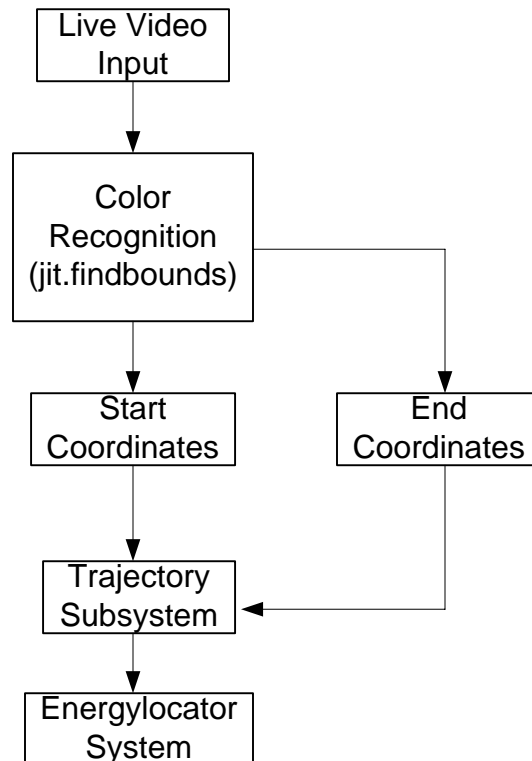 Live Video
Input
Color
Recognition
(jit.findbounds)
Start
Coordinates
End
Coordinates
Trajectory
Subsystem
Energylocator
System